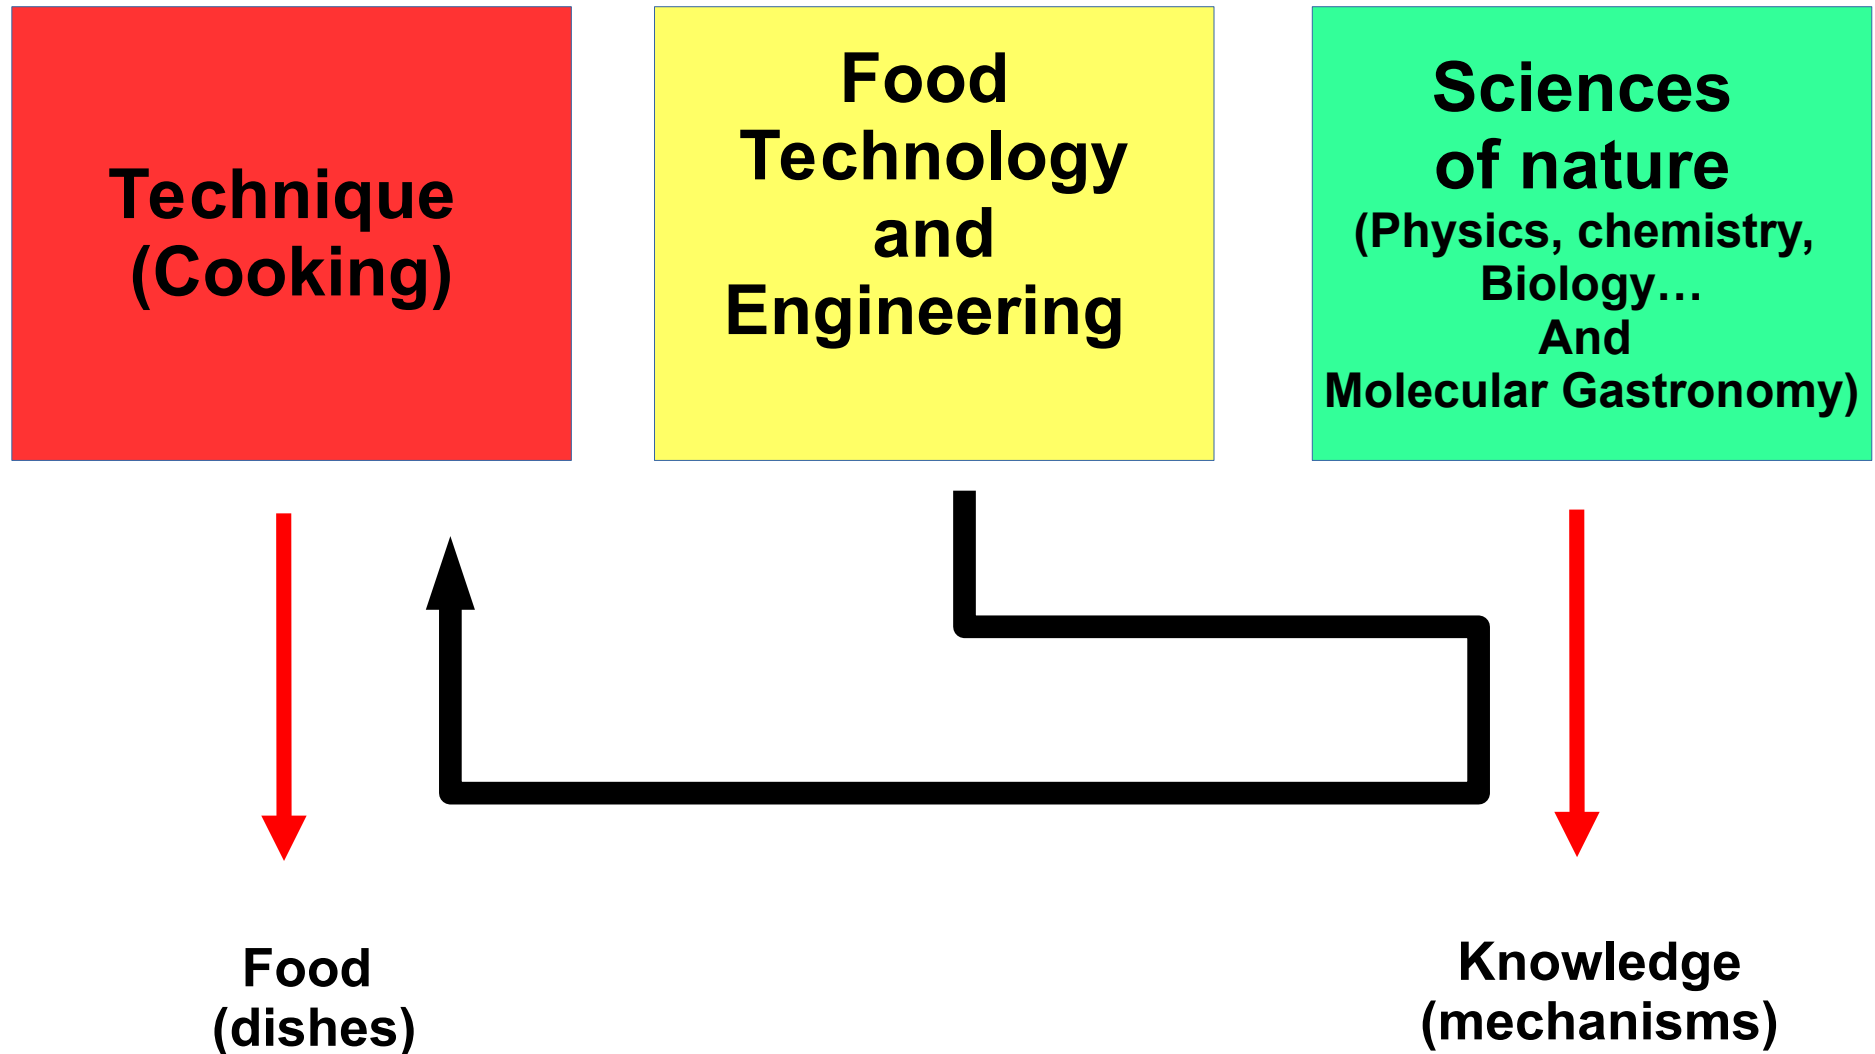 Technique
(Cooking)
Food
Technology
and
Engineering
Sciences
of nature
(Physics, chemistry,
Biology…
And
Molecular Gastronomy)
Food
(dishes)
Knowledge
(mechanisms)